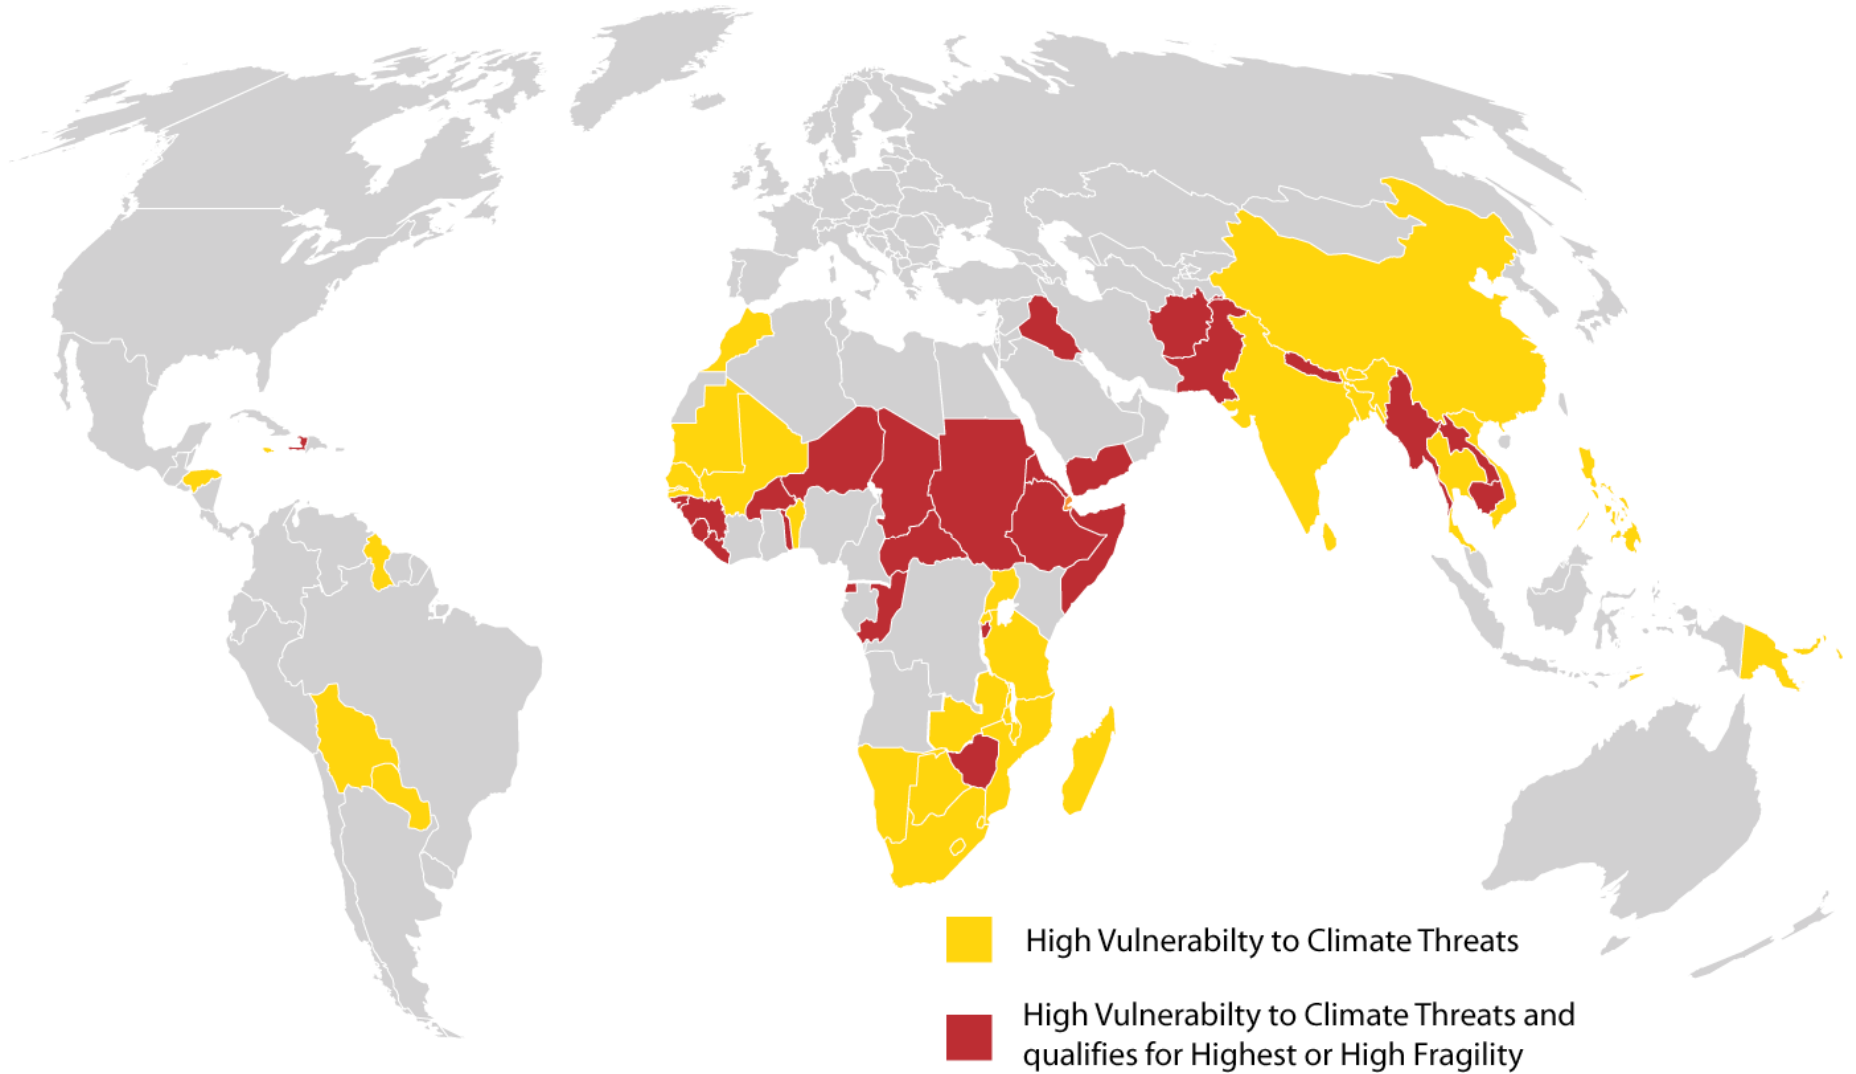 High Vulnerabilty to Climate Threats
High Vulnerabilty to Climate Threats and
qualifies for Highest or High Fragility